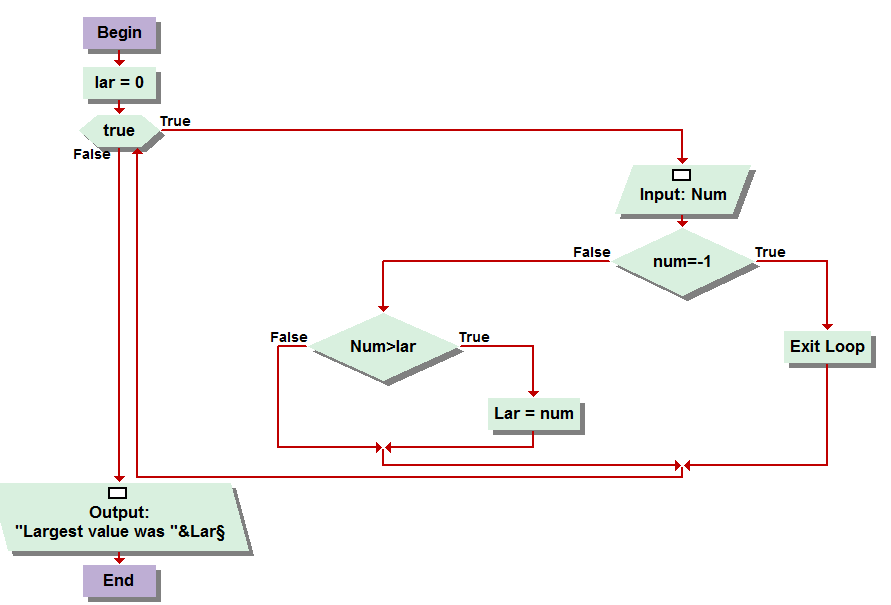 Begin
lar = 0
true
True
False
Input: Num
num=-1
False
True
Num>lar
False
True
Exit Loop
Lar = num
Output:
"Largest value was "&Lar§
End